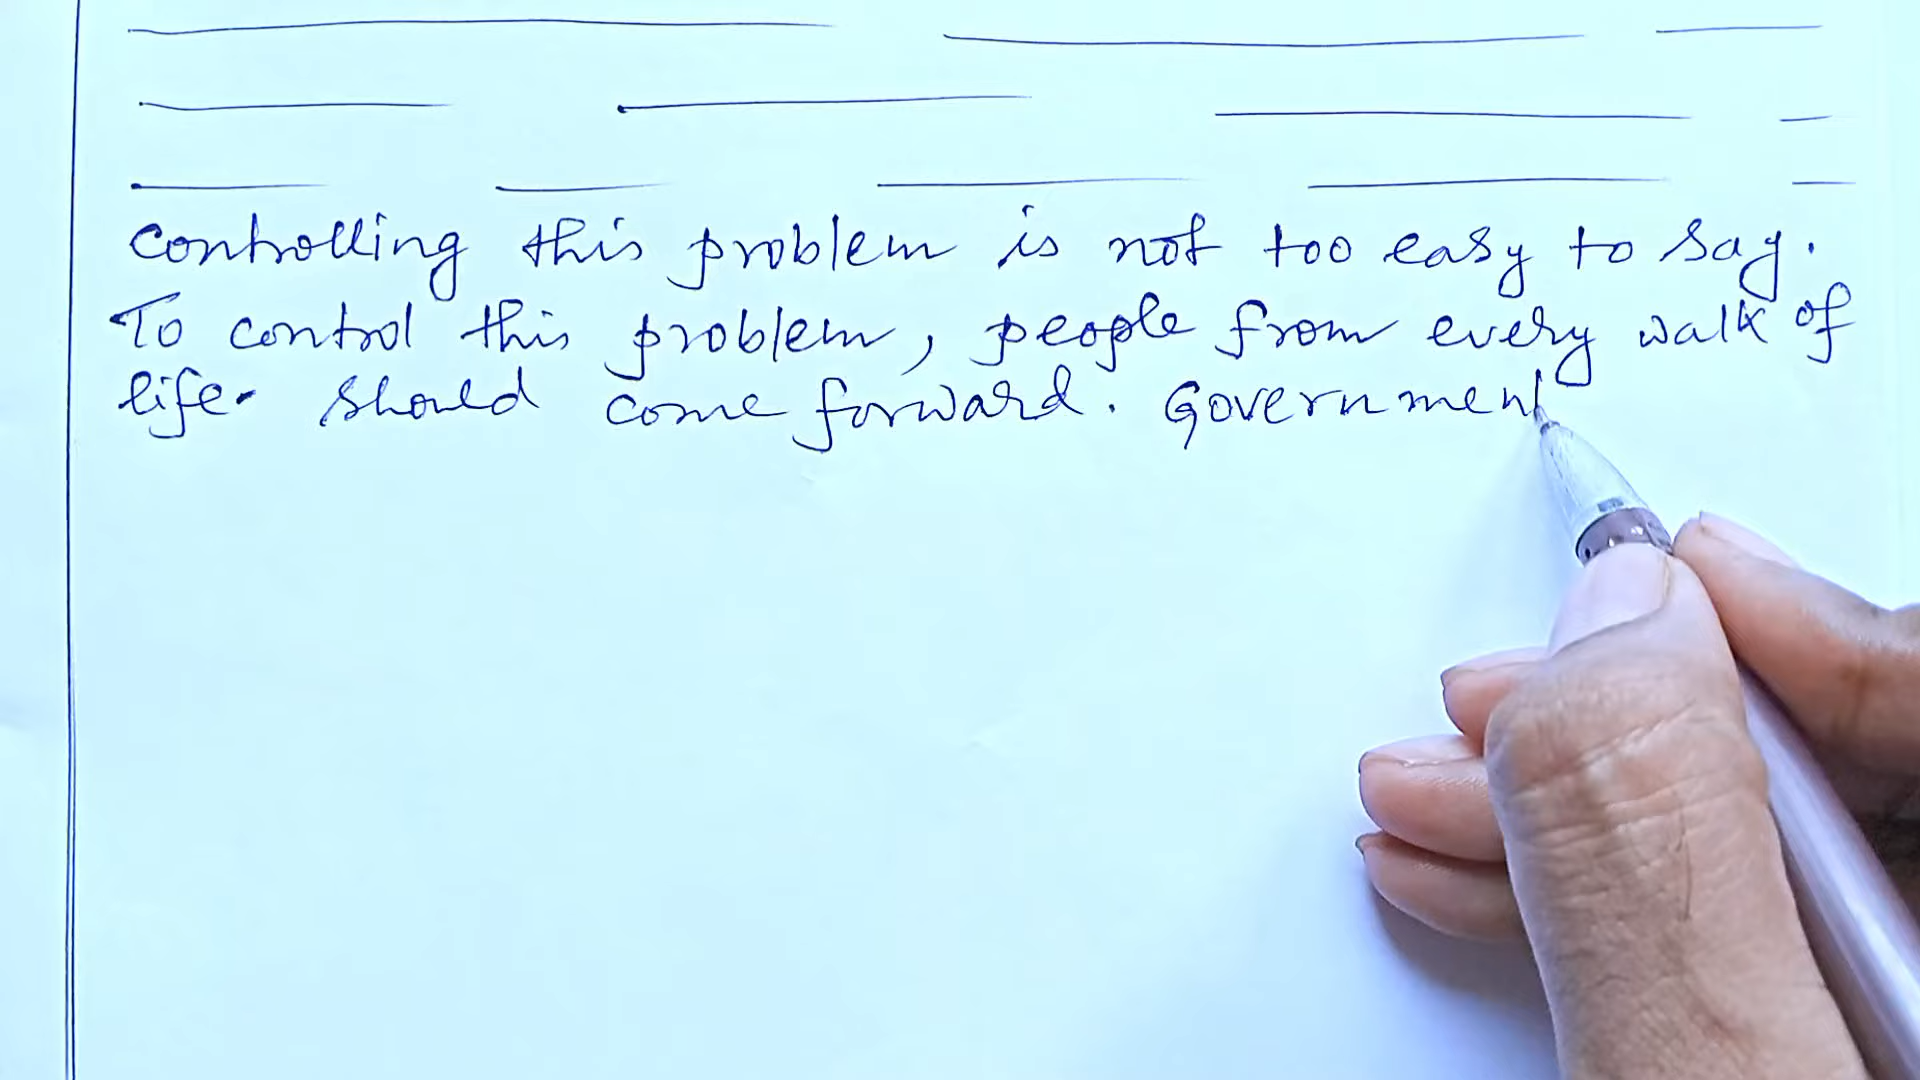 Controlling this problem is not too easy to say.
To control this problem, people from every walk of
life should come forward. Government